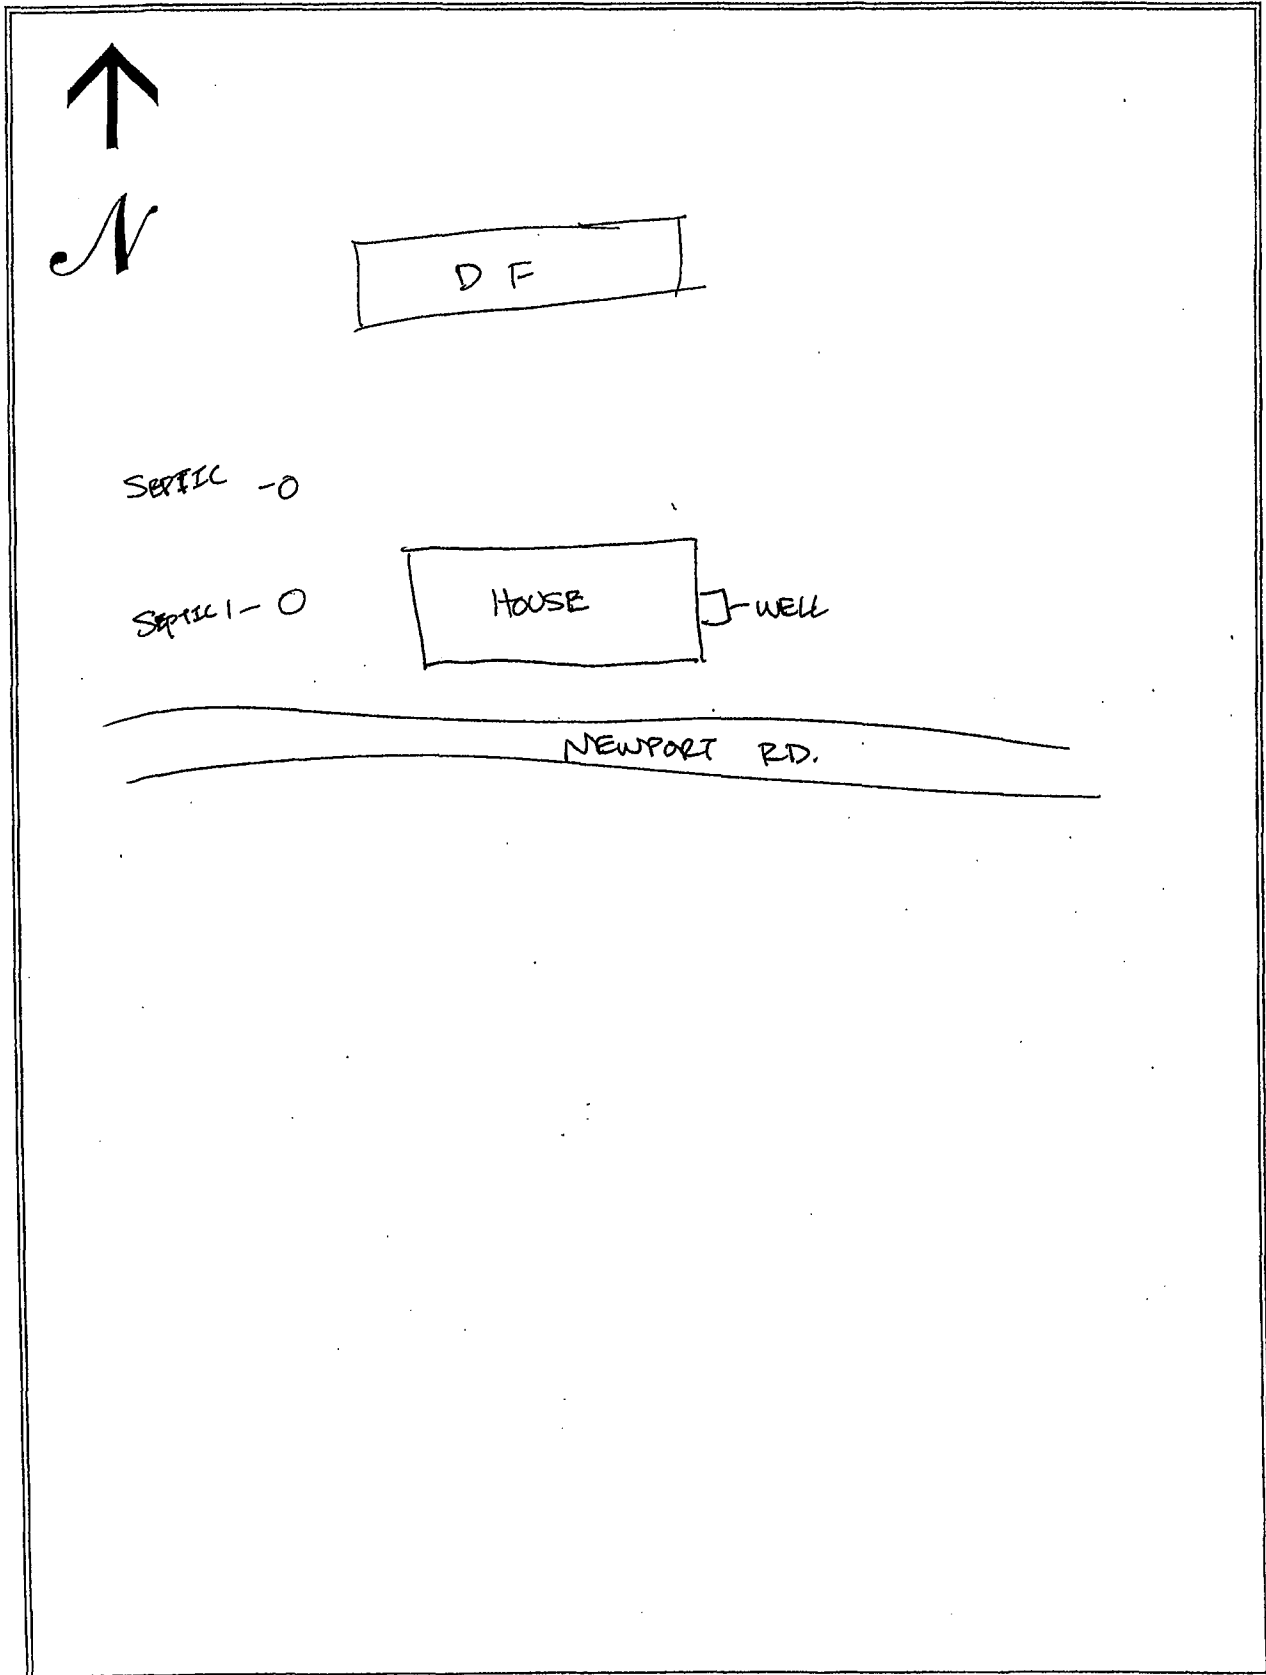 N
D F
SEPTIC -O
SEPTIC 1- O
HOUSE
WELL
NEWPORT RD.